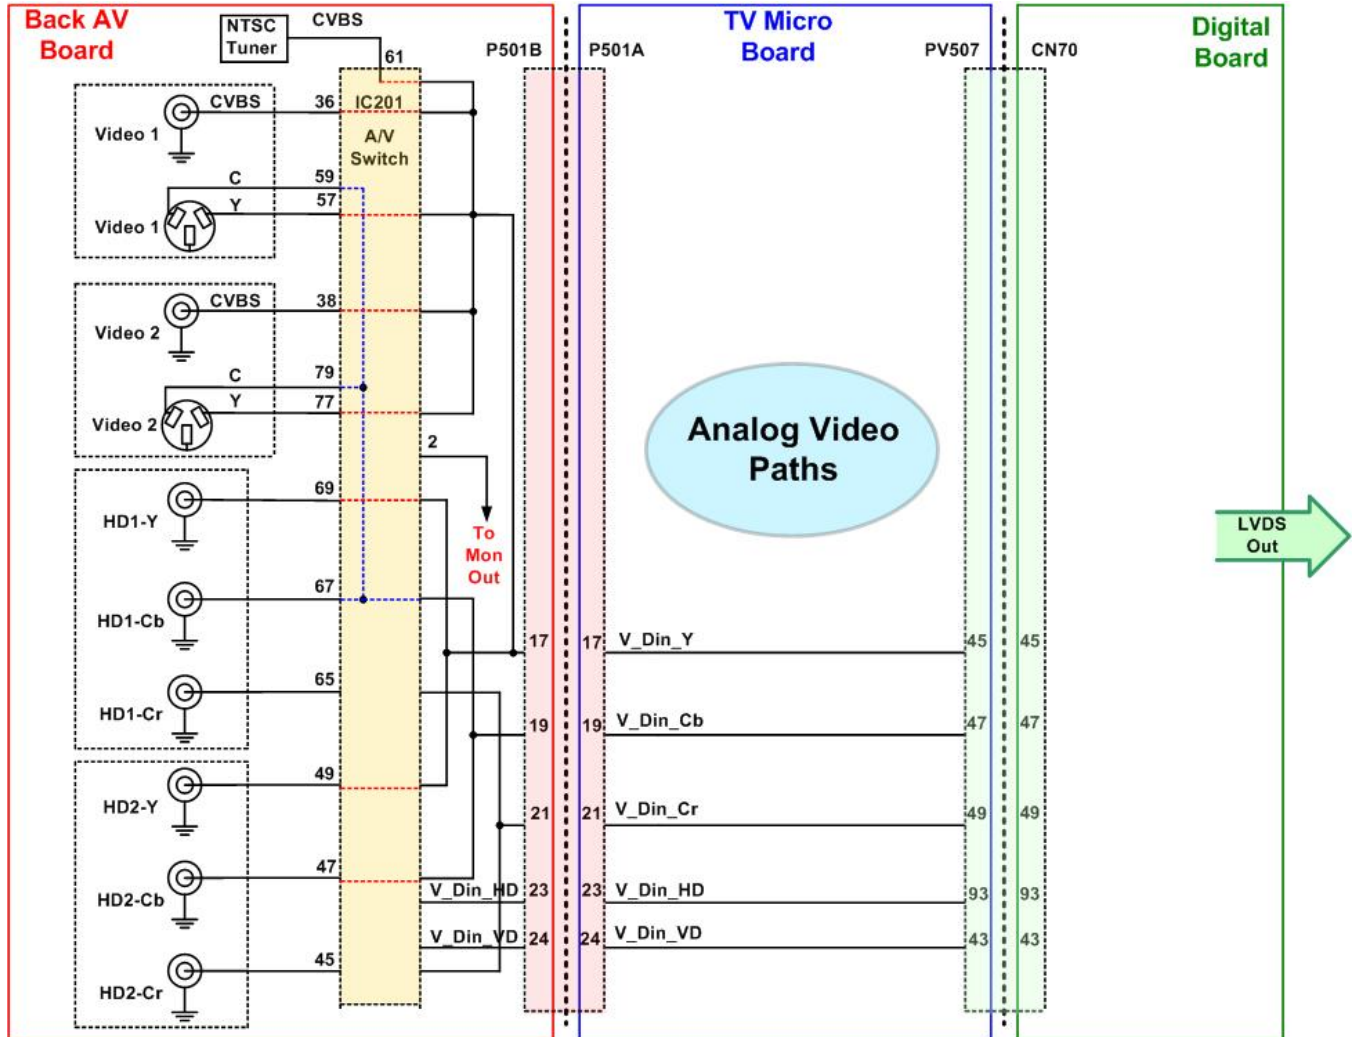 Back AV
Board
NTSC
Tuner
CVBS
61
P501B
P501A
TV Micro
Board
PV507
CN70
Digital
Board
CVBS
36
IC201
A/V
Switch
Video 1
C
59
Y
57
Video 1
CVBS
38
Video 2
C
79
Y
77
Video 2
2
Analog Video
Paths
69
HD1-Y
To
Mon
Out
LVDS
Out
67
HD1-Cb
17
17
V_Din_Y
45
45
65
HD1-Cr
19
19
V_Din_Cb
47
47
49
HD2-Y
21
21
V_Din_Cr
49
49
47
HD2-Cb
V_Din_HD
23
23
V_Din_HD
93
93
V_Din_VD
24
24
V_Din_VD
43
43
45
HD2-Cr